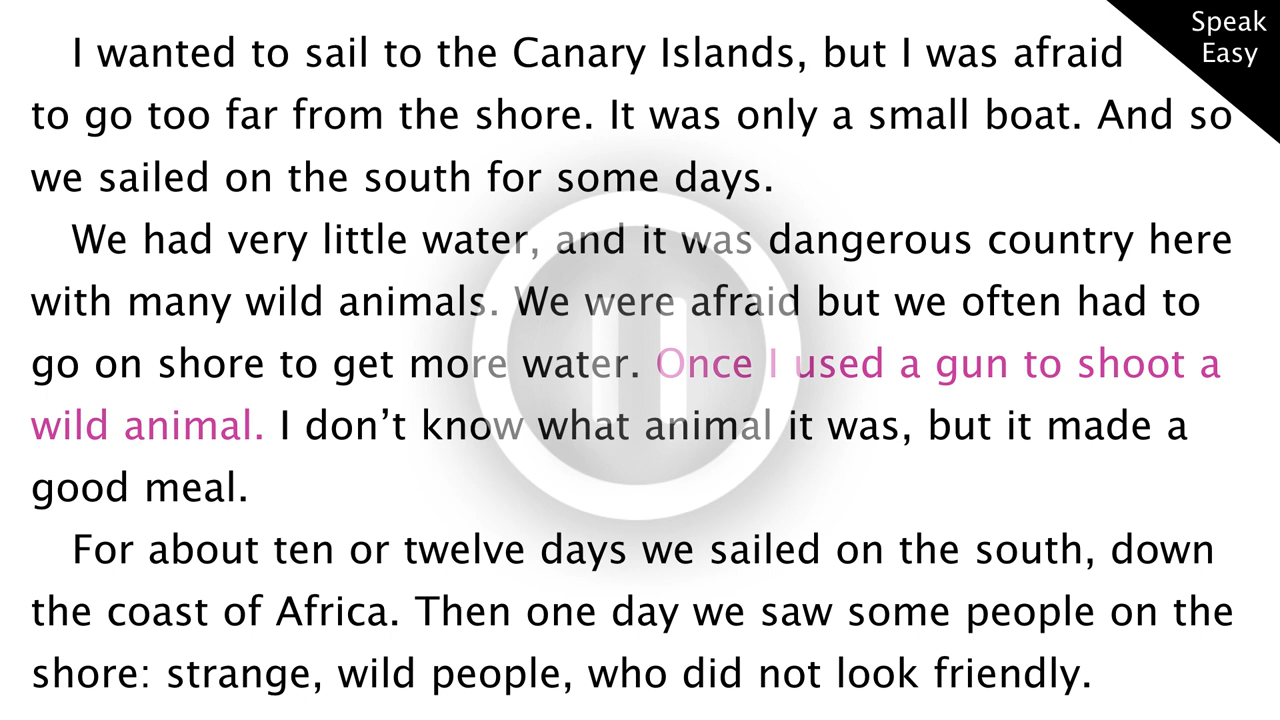 Speak
Easy
I wanted to sail to the Canary Islands, but I was afraid
to go too far from the shore. It was only a small boat. And so
we sailed on the south for some days.
We had very little water, and it was dangerous country here
with many wild animals. We were afraid but we often had to
go on shore to get more water. Once I used a gun to shoot a
wild animal. I don’t know what animal it was, but it made a
good meal.
For about ten or twelve days we sailed on the south, down
the coast of Africa. Then one day we saw some people on the
shore: strange, wild people, who did not look friendly.